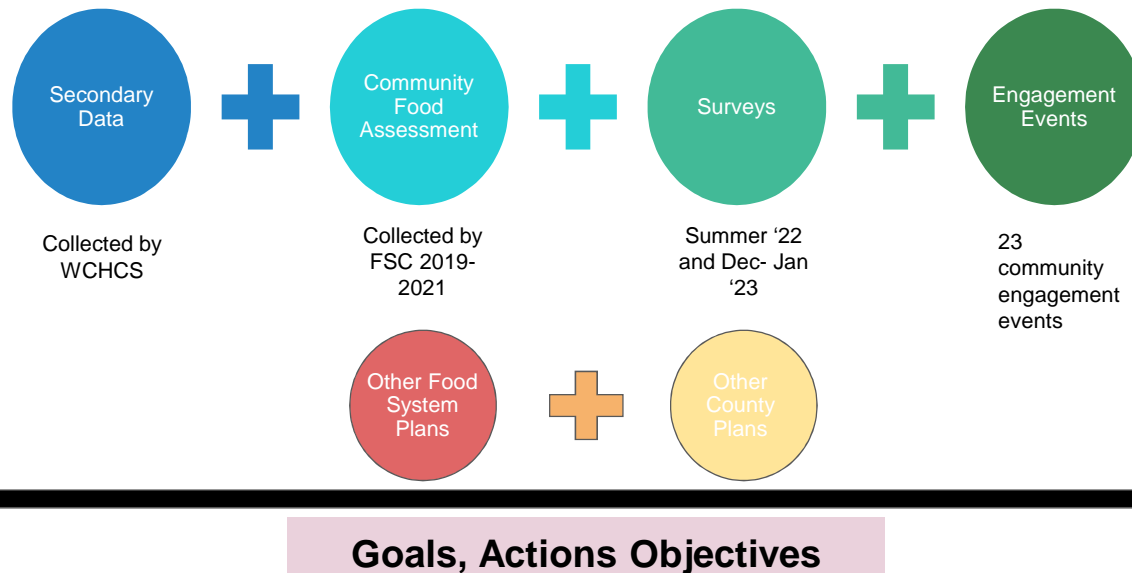 Secondary
Data
Community
Food
Assessment
Surveys
Engagement
Events
Collected by
WCHCS
Collected by
FSC 2019-
2021
Summer ‘22
and Dec- Jan
‘23
23
community
engagement
events
Other Food
System
Plans
Other
County
Plans
Goals, Actions Objectives